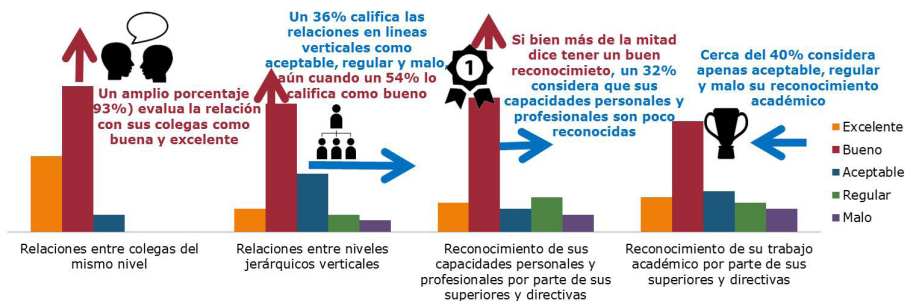 Un amplio porcentaje
93%) evalua la relación
con sus colegas como
buena y excelente
Un 36% califica las
relaciones en lineas
verticales como
aceptable, regular y malo,
aún cuando un 54% lo
califica como bueno
1
Si bien más de la mitad
dice tener un buen
reconocimieto, un 32%
considera que sus
capacidades personales y
profesionales son poco
reconocidas
Cerca del 40% considera
apenas aceptable, regular
y malo su reconocimiento
académico
Excelente
Bueno
Aceptable
Regular
Malo
Relaciones entre colegas del
mismo nivel
Relaciones entre niveles
jerárquicos verticales
Reconocimiento de sus
capacidades personales y
profesionales por parte de sus
superiores y directivas
Reconocimiento de su trabajo
académico por parte de sus
superiores y directivas